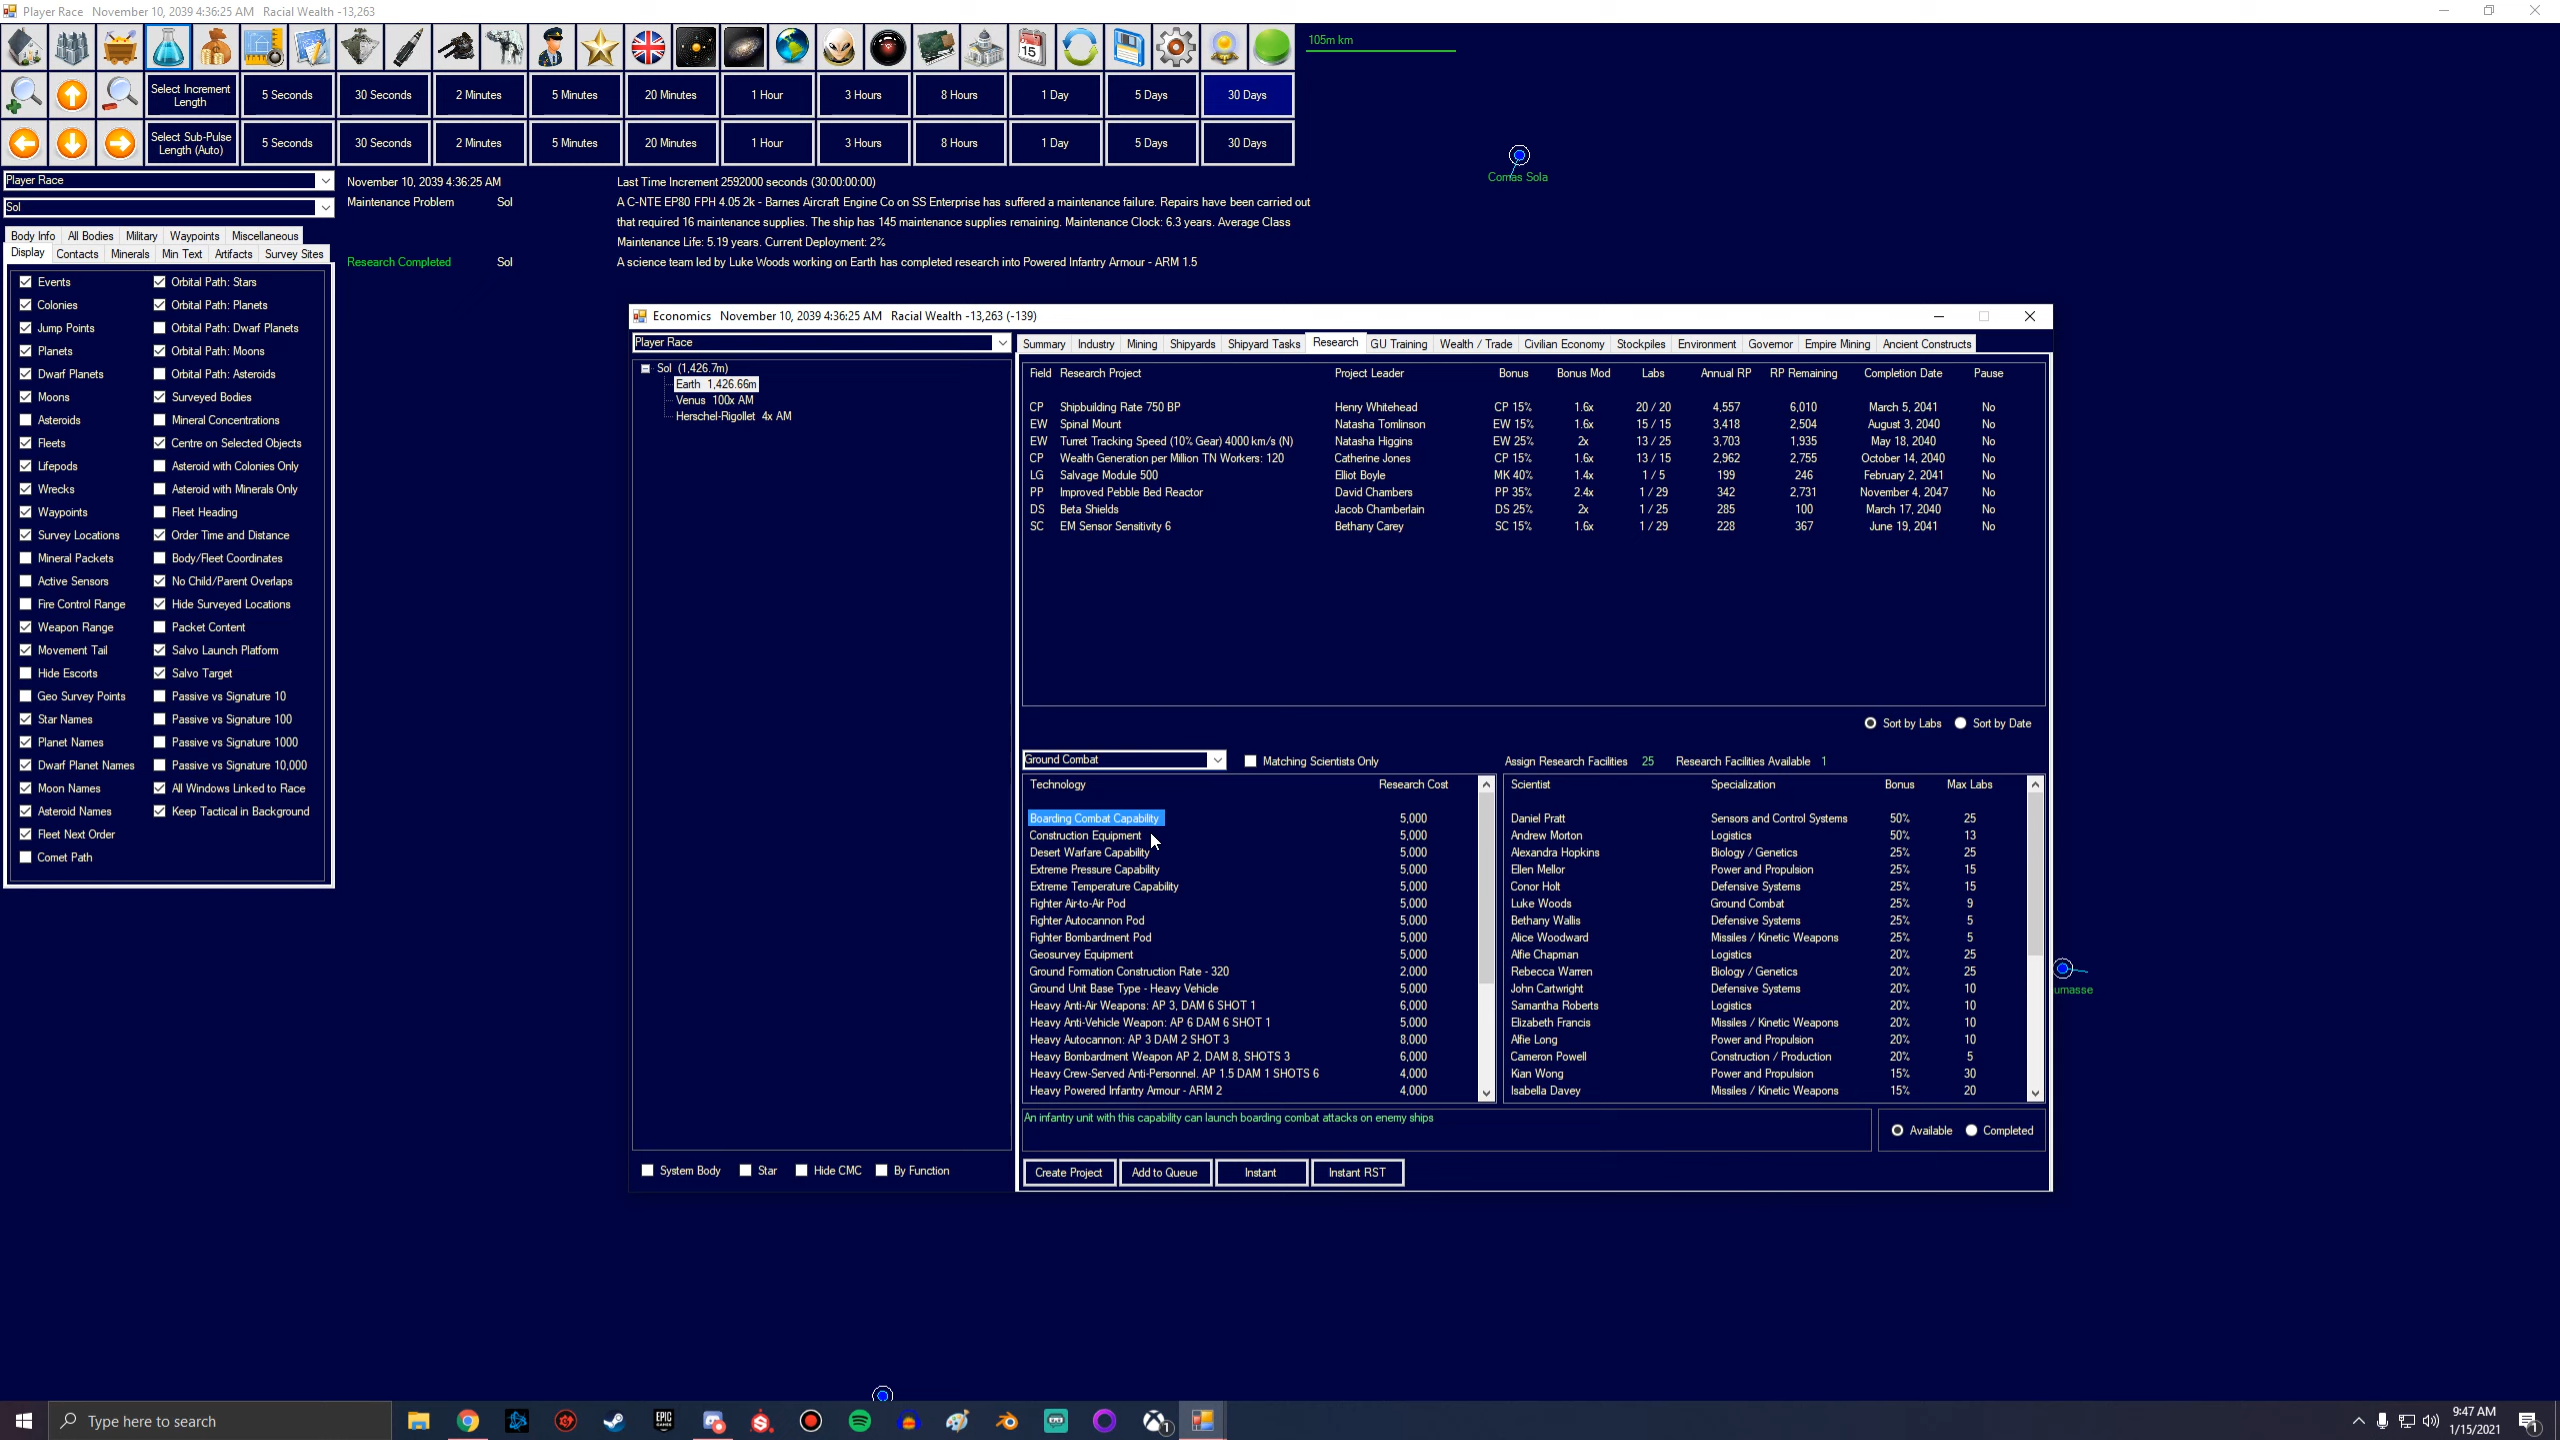 Player Race   November 10, 2039 4:36:25 AM   Racial Wealth -13,263
105m km
Select Increment Length
5 Seconds
30 Seconds
2 Minutes
5 Minutes
20 Minutes
1 Hour
3 Hours
8 Hours
1 Day
5 Days
30 Days
Select Sub-Pulse Length (Auto)
5 Seconds
30 Seconds
2 Minutes
5 Minutes
20 Minutes
1 Hour
3 Hours
8 Hours
1 Day
5 Days
30 Days
Comas Sola
Player Race
Sol
November 10, 2039 4:36:25 AM   Last Time Increment 2592000 seconds (30:00:00:00)
Maintenance Problem   Sol   A C-NTE EP80 FPH 4.05 2k - Barnes Aircraft Engine Co on SS Enterprise has suffered a maintenance failure. Repairs have been carried out
that required 16 maintenance supplies. The ship has 145 maintenance supplies remaining. Maintenance Clock: 6.3 years. Average Class
Maintenance Life: 5.19 years. Current Deployment: 2%
Research Completed   Sol   A science team led by Luke Woods working on Earth has completed research into Powered Infantry Armour - ARM 1.5
Body Info   All Bodies   Military   Waypoints   Miscellaneous
Display   Contacts   Minerals   Min Text   Artifacts   Survey Sites
Events   Orbital Path: Stars
Colonies   Orbital Path: Planets
Jump Points   Orbital Path: Dwarf Planets
Planets   Orbital Path: Moons
Dwarf Planets   Orbital Path: Asteroids
Moons   Surveyed Bodies
Asteroids   Mineral Concentrations
Fleets   Centre on Selected Objects
Lifepods   Asteroid with Colonies Only
Wrecks   Asteroid with Minerals Only
Waypoints   Fleet Heading
Survey Locations   Order Time and Distance
Mineral Packets   Body/Fleet Coordinates
Active Sensors   No Child/Parent Overlaps
Fire Control Range   Hide Surveyed Locations
Weapon Range   Packet Content
Movement Tail   Salvo Launch Platform
Hide Escorts   Salvo Target
Geo Survey Points   Passive vs Signature 10
Star Names   Passive vs Signature 100
Planet Names   Passive vs Signature 1000
Dwarf Planet Names   Passive vs Signature 10,000
Moon Names   All Windows Linked to Race
Asteroid Names   Keep Tactical in Background
Fleet Next Order
Comet Path
Economics   November 10, 2039 4:36:25 AM   Racial Wealth -13,263 (-139)
Player Race
Sol (1,426.7m)
Earth 1,426.66m
Venus 100x AM
Herschel-Rigollet 4x AM
System Body   Star   Hide CMC   By Function
Summary   Industry   Mining   Shipyards   Shipyard Tasks   Research   GU Training   Wealth / Trade   Civilian Economy   Stockpiles   Environment   Governor   Empire Mining   Ancient Constructs
Field   Research Project   Project Leader   Bonus   Bonus Mod   Labs   Annual RP   RP Remaining   Completion Date   Pause
CP   Shipbuilding Rate 750 BP   Henry Whitehead   CP 15%   1.6x   20 / 20   4,557   6,010   March 5, 2041   No
EW   Spinal Mount   Natasha Tomlinson   EW 15%   1.6x   15 / 15   3,418   2,504   August 3, 2040   No
EW   Turret Tracking Speed (10% Gear) 4000 km/s (N)   Natasha Higgins   EW 25%   2x   13 / 25   3,703   1,935   May 18, 2040   No
CP   Wealth Generation per Million TN Workers: 120   Catherine Jones   CP 15%   1.6x   13 / 15   2,962   2,755   October 14, 2040   No
LG   Salvage Module 500   Elliot Boyle   MK 40%   1.4x   1 / 5   199   246   February 2, 2041   No
PP   Improved Pebble Bed Reactor   David Chambers   PP 35%   2.4x   1 / 29   342   2,731   November 4, 2047   No
DS   Beta Shields   Jacob Chamberlain   DS 25%   2x   1 / 25   285   100   March 17, 2040   No
SC   EM Sensor Sensitivity 6   Bethany Carey   SC 15%   1.6x   1 / 29   228   367   June 19, 2041   No
Sort by Labs   Sort by Date
Ground Combat   Matching Scientists Only   Assign Research Facilities   25   Research Facilities Available   1
Technology   Research Cost
Boarding Combat Capability   5,000
Construction Equipment   5,000
Desert Warfare Capability   5,000
Extreme Pressure Capability   5,000
Extreme Temperature Capability   5,000
Fighter Air-to-Air Pod   5,000
Fighter Autocannon Pod   5,000
Fighter Bombardment Pod   5,000
Geosurvey Equipment   5,000
Ground Formation Construction Rate - 320   2,000
Ground Unit Base Type - Heavy Vehicle   5,000
Heavy Anti-Air Weapons: AP 3, DAM 6 SHOT 1   6,000
Heavy Anti-Vehicle Weapon: AP 6 DAM 6 SHOT 1   5,000
Heavy Autocannon: AP 3 DAM 2 SHOT 3   8,000
Heavy Bombardment Weapon AP 2, DAM 8, SHOTS 3   6,000
Heavy Crew-Served Anti-Personnel. AP 1.5 DAM 1 SHOTS 6   4,000
Heavy Powered Infantry Armour - ARM 2   4,000
Scientist   Specialization   Bonus   Max Labs
Daniel Pratt   Sensors and Control Systems   50%   25
Andrew Morton   Logistics   50%   13
Alexandra Hopkins   Biology / Genetics   25%   25
Ellen Mellor   Power and Propulsion   25%   15
Conor Holt   Defensive Systems   25%   15
Luke Woods   Ground Combat   25%   9
Bethany Wallis   Defensive Systems   25%   5
Alice Woodward   Missiles / Kinetic Weapons   25%   5
Alfie Chapman   Logistics   20%   25
Rebecca Warren   Biology / Genetics   20%   25
John Cartwright   Defensive Systems   20%   10
Samantha Roberts   Logistics   20%   10
Elizabeth Francis   Missiles / Kinetic Weapons   20%   10
Alfie Long   Power and Propulsion   20%   10
Cameron Powell   Construction / Production   20%   5
Kian Wong   Power and Propulsion   15%   30
Isabella Davey   Missiles / Kinetic Weapons   15%   20
umasse
An infantry unit with this capability can launch boarding combat attacks on enemy ships
Available   Completed
Create Project   Add to Queue   Instant   Instant RST
Type here to search
EPIC GAMES
9:47 AM
1/15/2021